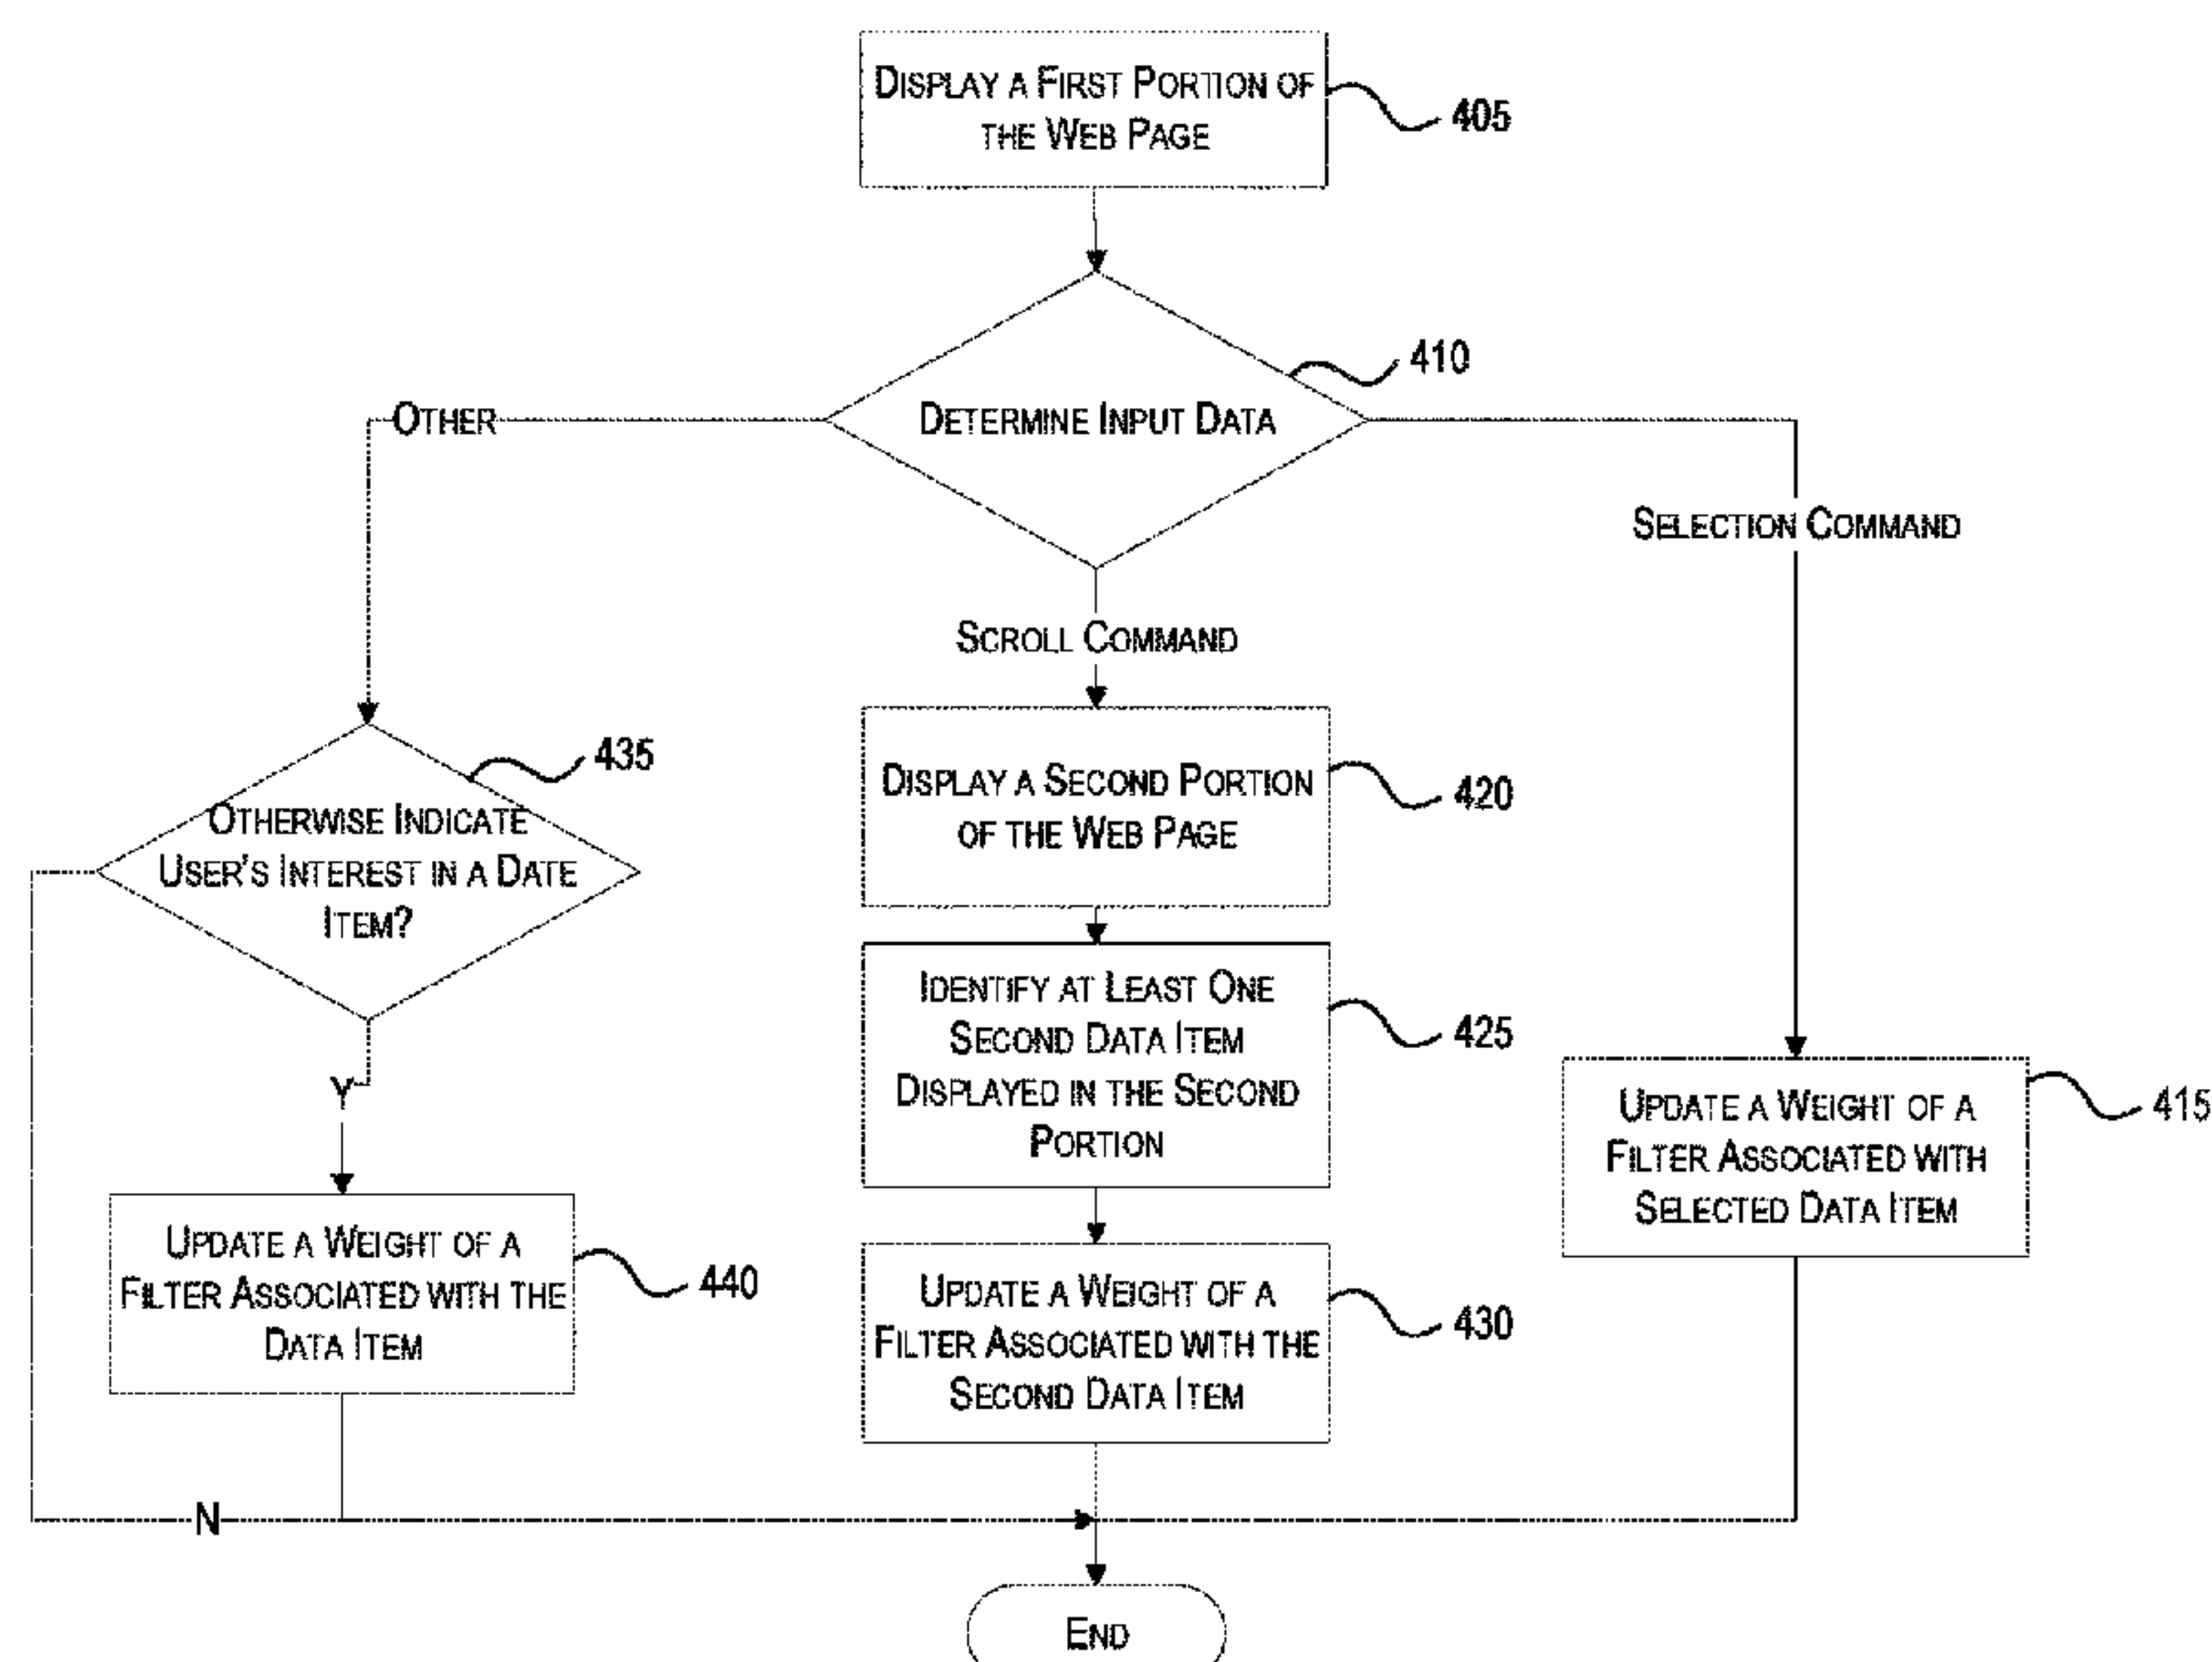 Display a First Portion of
the Web Page
405
410
Determine Input Data
Other
Selection Command
Scroll Command
435
Otherwise Indicate
User's Interest in a Date
Item?
Display a Second Portion
of the Web Page
420
Identify at Least One
Second Data Item
Displayed in the Second
Portion
425
Y
Update a Weight of a
Filter Associated with
Selected Data Item
415
Update a Weight of a
Filter Associated with the
Data Item
440
Update a Weight of a
Filter Associated with the
Second Data Item
430
N
End